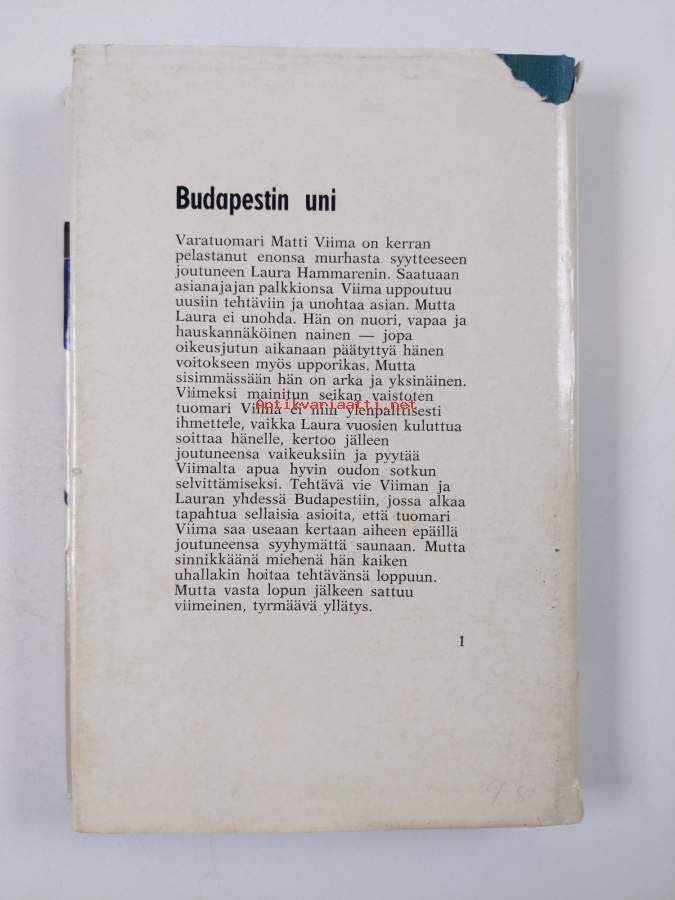 Budapestin uni
Varatuomari Matti Viima on kerran
pelastanut enonsa murhasta syytteeseen
joutuneen Laura Hammarenin. Saatuaan
asianajajan palkkionsa Viima uppoutuu
uusiin tehtäviin ja unohtaa asian. Mutta
Laura ei unohda. Hän on nuori, vapaa ja
hauskannäköinen nainen — jopa
oikeusjutun aikanaan päätyttyä hänen
voitokseen myös upporikas. Mutta
sisimmässään hän on arka ja yksinäinen.
Viimeksi mainitun seikan vaistoten
Antikvariaatti.net
tuomari Viima ei niin ylenpalttisesti
ihmettele, vaikka Laura vuosien kuluttua
soittaa hänelle, kertoo jälleen
joutuneensa vaikeuksiin ja pyytää
Viimalta apua hyvin oudon sotkun
selvittämiseksi. Tehtävä vie Viiman ja
Lauran yhdessä Budapestiin, jossa alkaa
tapahtua sellaisia asioita, että tuomari
Viima saa useaan kertaan aiheen epäillä
joutuneensa syyhymättä saunaan. Mutta
sinnikkäänä miehenä hän kaiken
uhallakin hoitaa tehtävänsä loppuun.
Mutta vasta lopun jälkeen sattuu
viimeinen, tyrmäävä yllätys.
1